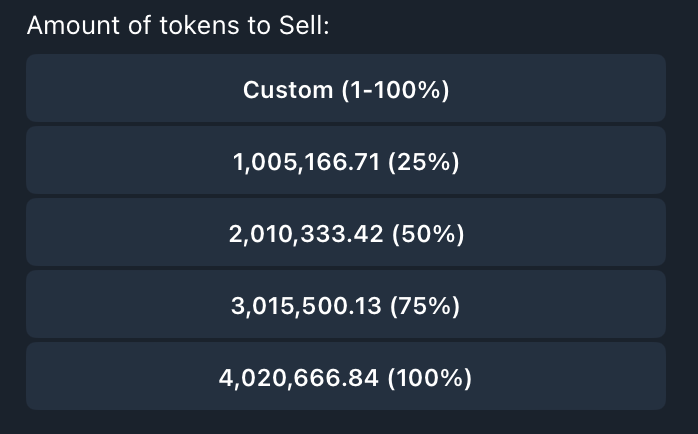 Amount of tokens to Sell:
Custom (1-100%)
1,005,166.71 (25%)
2,010,333.42 (50%)
3,015,500.13 (75%)
4,020,666.84 (100%)